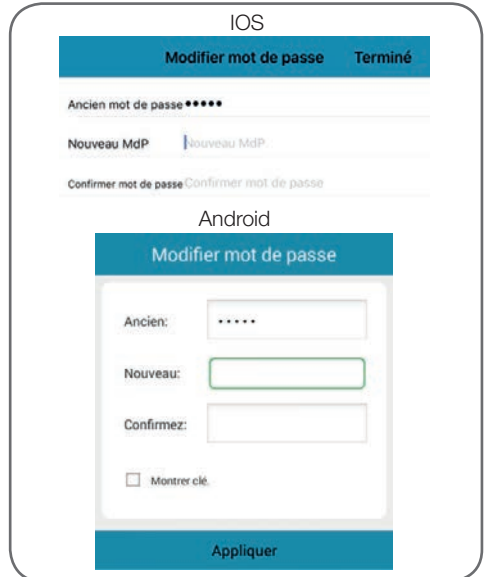 IOS
Modifier mot de passe Terminé
Ancien mot de passe •••••
Nouveau MdP Nouveau MdP
Confirmer mot de passe Confirmer mot de passe
Android
Modifier mot de passe
Ancien: •••••
Nouveau:
Confirmez:
Montrer clé.
Appliquer